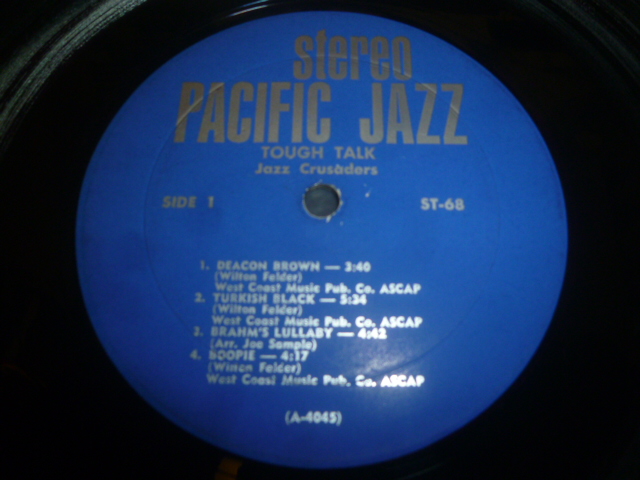 stereo
PACIFIC JAZZ
TOUGH TALK
Jazz Crusaders
SIDE 1 ST-68
1. DEACON BROWN — 3:40
(Wilton Felder)
West Coast Music Pub. Co. ASCAP
2. TURKISH BLACK — 5:34
(Wilton Felder)
West Coast Music Pub. Co. ASCAP
3. BRAHM'S LULLABY — 4:42
(Arr. Joe Sample)
4. BOOPIE — 4:17
(Wilton Felder)
West Coast Music Pub. Co. ASCAP
(A-4045)